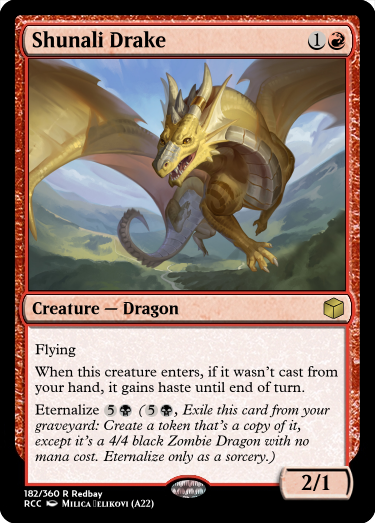 Shunali Drake 1
Creature — Dragon
Flying
When this creature enters, if it wasn't cast from
your hand, it gains haste until end of turn.
Eternalize 5 (5, Exile this card from your
graveyard: Create a token that's a copy of it,
except it's a 4/4 black Zombie Dragon with no
mana cost. Eternalize only as a sorcery.)
2/1
182/360 R Redbay
RCC Milica Čelikovi (A22)